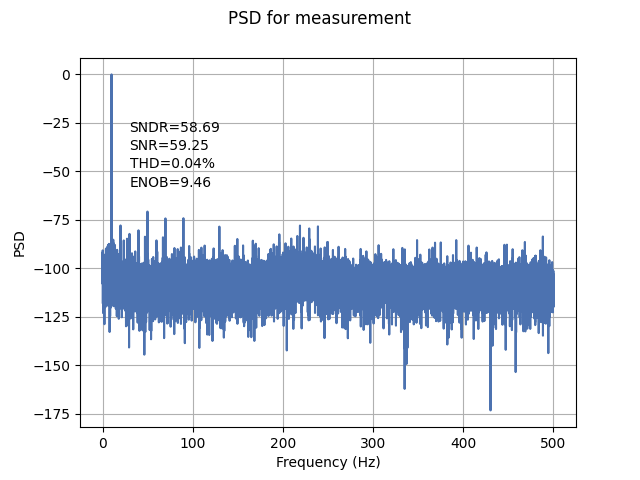 PSD for measurement
0
−25
−50
−75
−100
−125
−150
−175
PSD
SNDR=58.69
SNR=59.25
THD=0.04%
ENOB=9.46
0 100 200 300 400 500
Frequency (Hz)